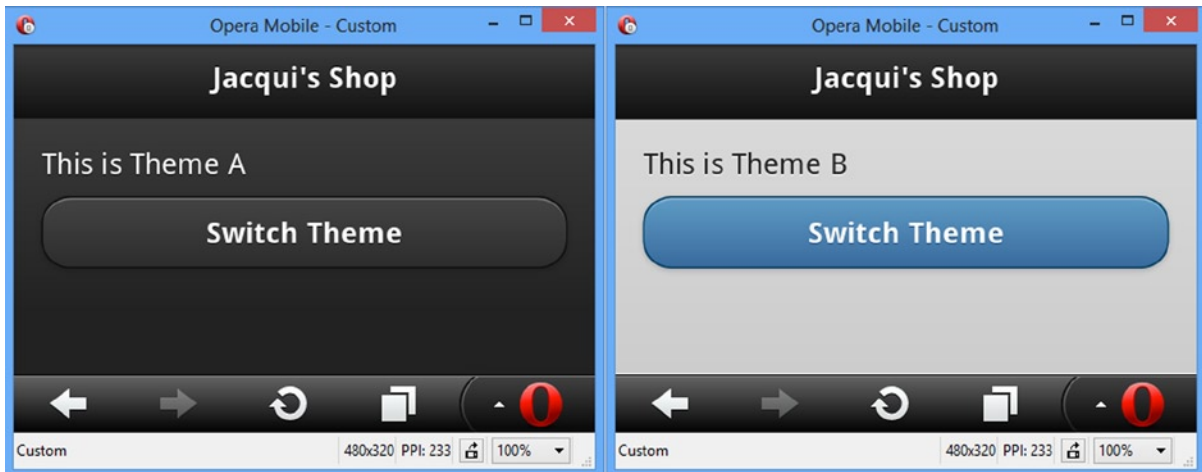 Opera Mobile - Custom
Jacqui's Shop
This is Theme A
Switch Theme
Custom
480x320 PPI: 233
100%
Opera Mobile - Custom
Jacqui's Shop
This is Theme B
Switch Theme
Custom
480x320 PPI: 233
100%